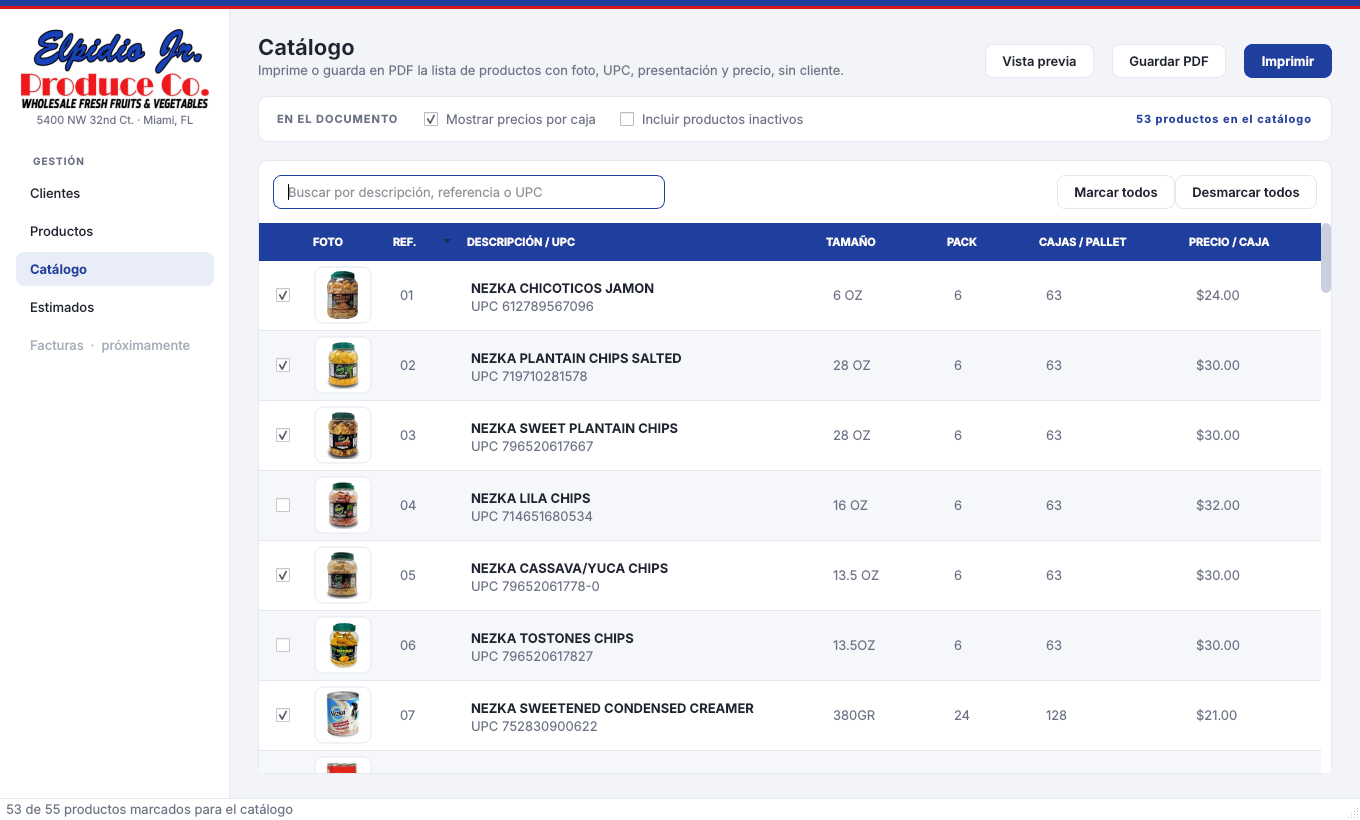 Elpidio Jr.
Produce Co.
WHOLESALE FRESH FRUITS & VEGETABLES
5400 NW 32nd Ct. · Miami, FL
GESTIÓN
Clientes
Productos
Catálogo
Estimados
Facturas · próximamente
Catálogo
Imprime o guarda en PDF la lista de productos con foto, UPC, presentación y precio, sin cliente.
Vista previa
Guardar PDF
Imprimir
EN EL DOCUMENTO
Mostrar precios por caja
Incluir productos inactivos
53 productos en el catálogo
Buscar por descripción, referencia o UPC
Marcar todos
Desmarcar todos
FOTO REF. DESCRIPCIÓN / UPC TAMAÑO PACK CAJAS / PALLET PRECIO / CAJA
01 NEZKA CHICOTICOS JAMON 6 OZ 6 63 $24.00
UPC 612789567096
02 NEZKA PLANTAIN CHIPS SALTED 28 OZ 6 63 $30.00
UPC 719710281578
03 NEZKA SWEET PLANTAIN CHIPS 28 OZ 6 63 $30.00
UPC 796520617667
04 NEZKA LILA CHIPS 16 OZ 6 63 $32.00
UPC 714651680534
05 NEZKA CASSAVA/YUCA CHIPS 13.5 OZ 6 63 $30.00
UPC 79652061778-0
06 NEZKA TOSTONES CHIPS 13.5OZ 6 63 $30.00
UPC 796520617827
07 NEZKA SWEETENED CONDENSED CREAMER 380GR 24 128 $21.00
UPC 752830900622
53 de 55 productos marcados para el catálogo